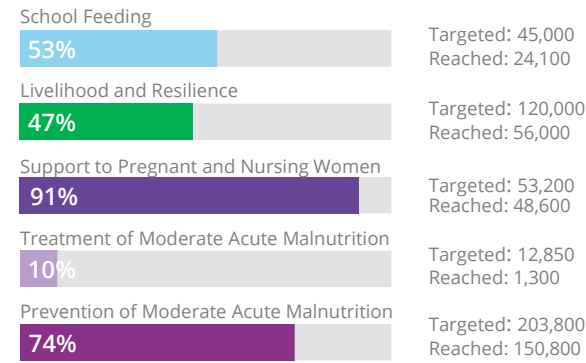 School Feeding
53%
Targeted: 45,000
Reached: 24,100
Livelihood and Resilience
47%
Targeted: 120,000
Reached: 56,000
Support to Pregnant and Nursing Women
91%
Targeted: 53,200
Reached: 48,600
Treatment of Moderate Acute Malnutrition
10%
Targeted: 12,850
Reached: 1,300
Prevention of Moderate Acute Malnutrition
74%
Targeted: 203,800
Reached: 150,800